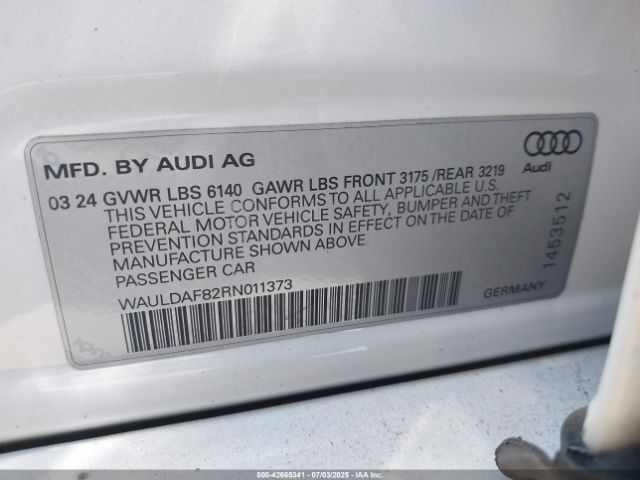 MFD. BY AUDI AG
Audi
03 24 GVWR LBS 6140 GAWR LBS FRONT 3175 /REAR 3219
THIS VEHICLE CONFORMS TO ALL APPLICABLE U.S.
FEDERAL MOTOR VEHICLE SAFETY, BUMPER AND THEFT
PREVENTION STANDARDS IN EFFECT ON THE DATE OF
MANUFACTURE SHOWN ABOVE
PASSENGER CAR
WAULDAF82RN011373
GERMANY
1453512
000-42665341 - 07/03/2025 - IAAI.COM